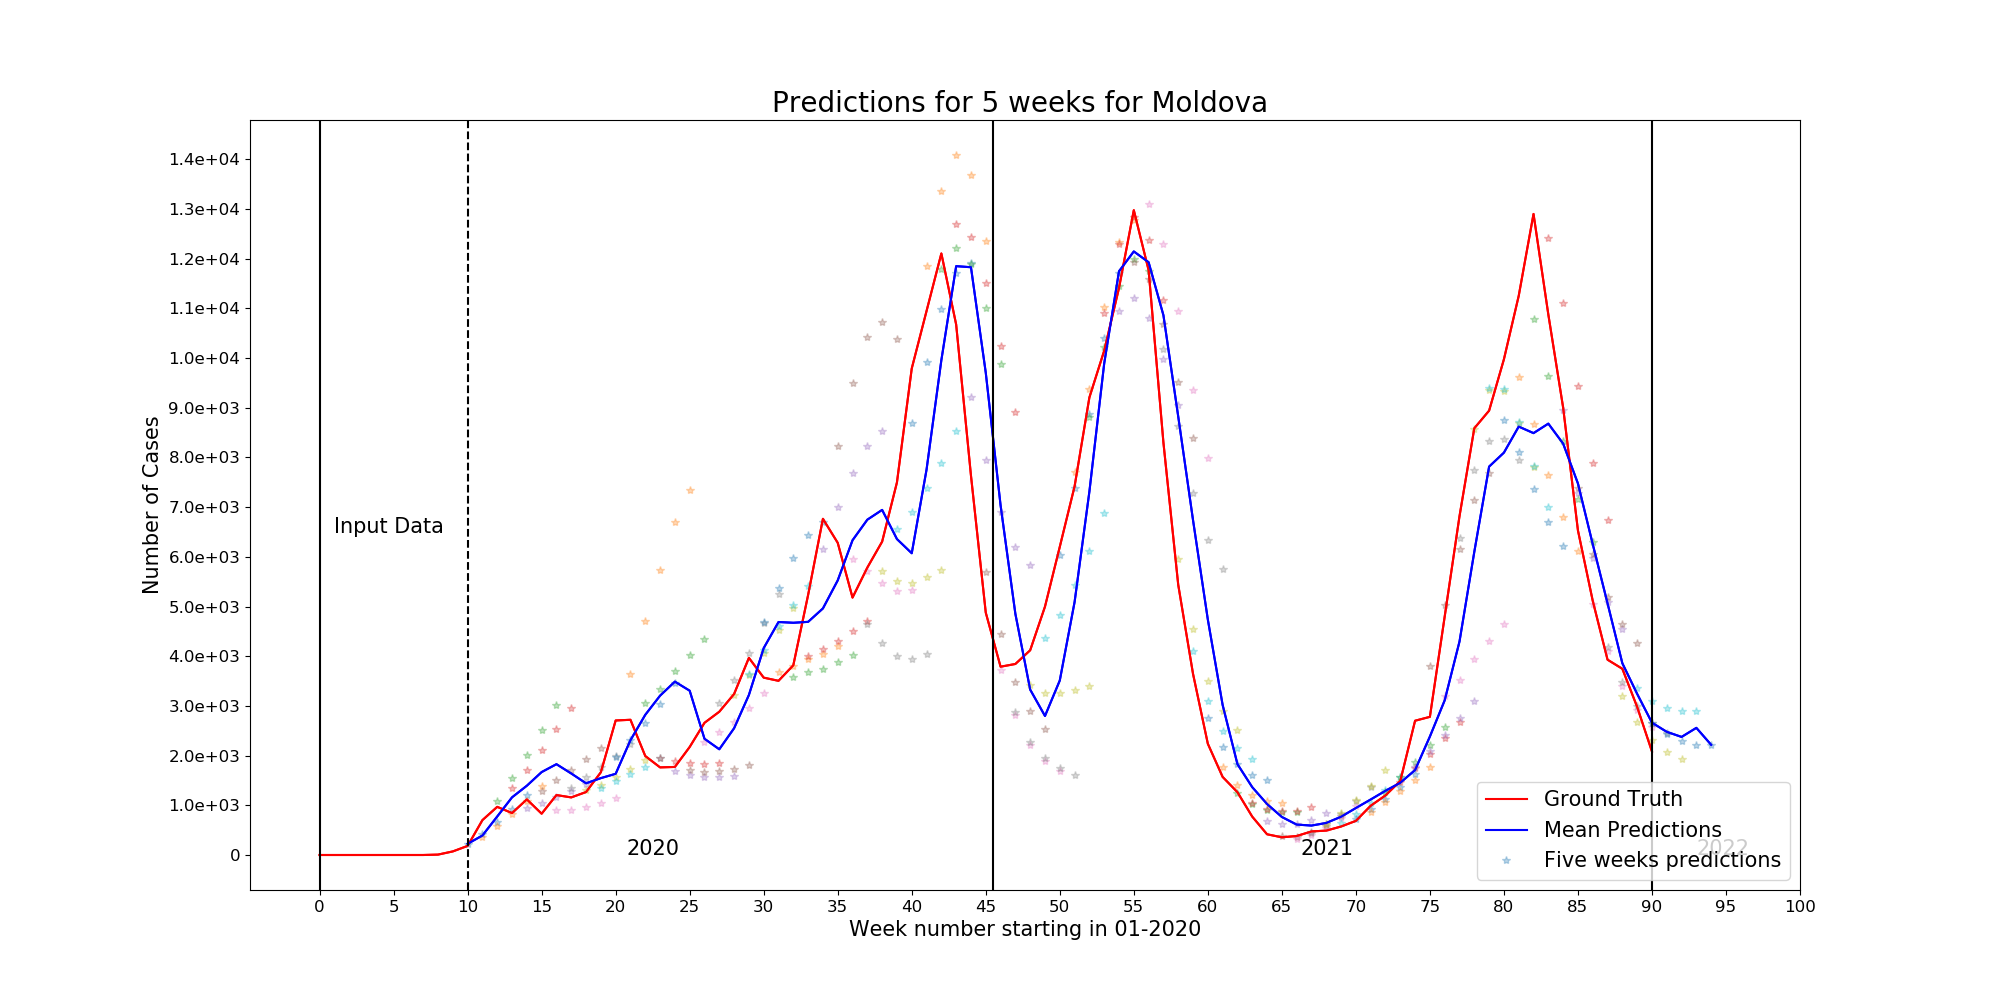 Predictions for 5 weeks for Moldova
1.4e+04
1.3e+04
1.2e+04
1.1e+04
1.0e+04
9.0e+03
8.0e+03
7.0e+03
6.0e+03
5.0e+03
4.0e+03
3.0e+03
2.0e+03
1.0e+03
0
Number of Cases
Input Data
2020
2021
2022
Ground Truth
Mean Predictions
Five weeks predictions
0 5 10 15 20 25 30 35 40 45 50 55 60 65 70 75 80 85 90 95 100
Week number starting in 01-2020